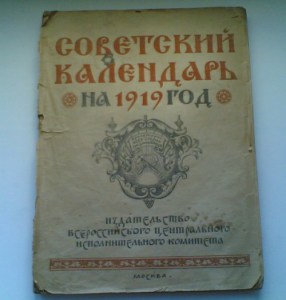 СОВЕТСКИЙ
КАЛЕНДАРЬ
НА 1919 ГОД
ИЗДАТЕЛЬСТВО
ВСЕРОССИЙСКОГО ЦЕНТРАЛЬНОГО
ИСПОЛНИТЕЛЬНОГО КОМИТЕТА
МОСКВА